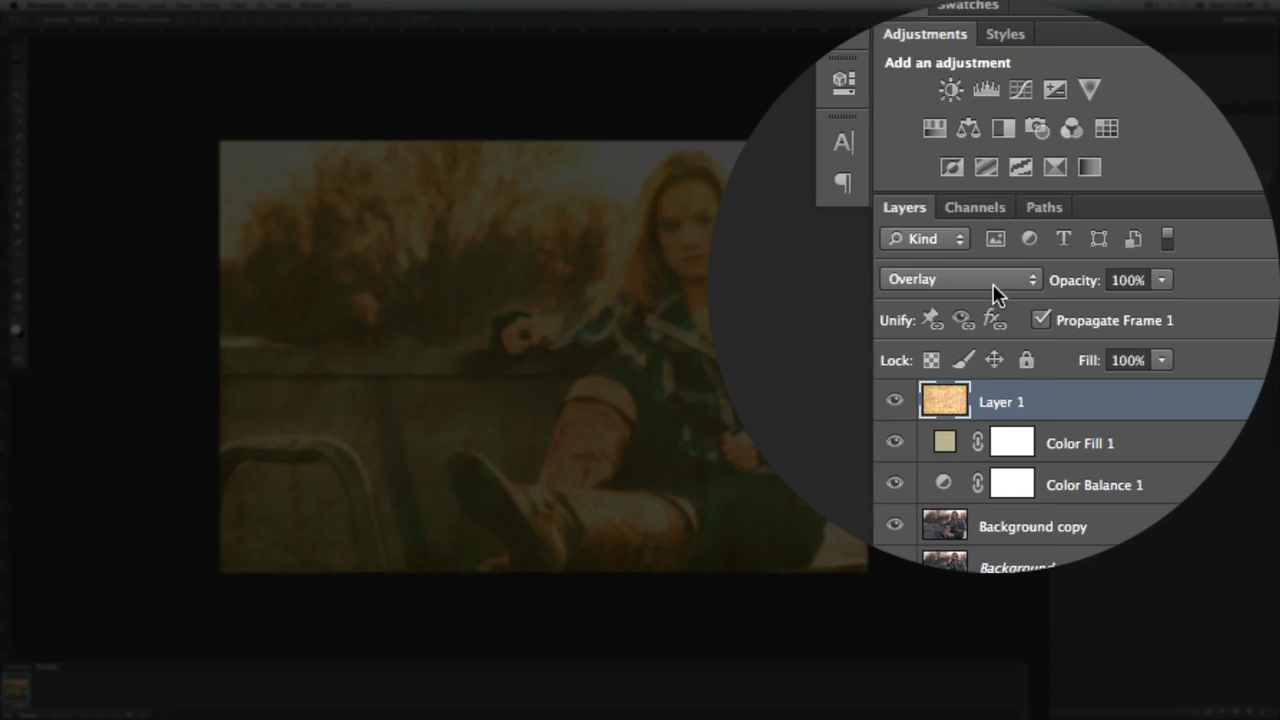 Swatches
Adjustments Styles
Add an adjustment
A|
Layers Channels Paths
Kind T
Overlay Opacity: 100%
Unify: fx Propagate Frame 1
Lock: Fill: 100%
Layer 1
Color Fill 1
Color Balance 1
Background copy
Background